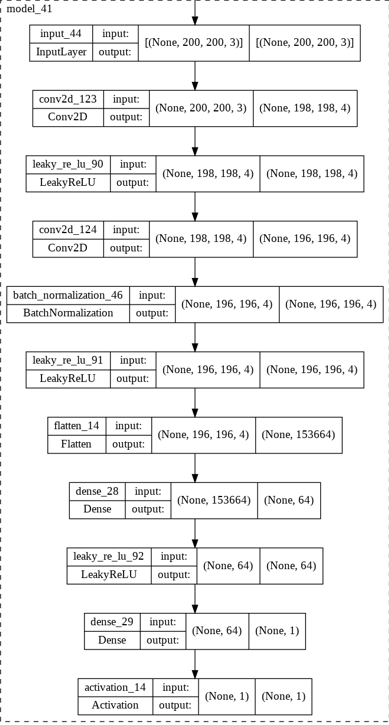 model_41
input_44 input: [(None, 200, 200, 3)] [(None, 200, 200, 3)]
InputLayer output:
conv2d_123 input: (None, 200, 200, 3) (None, 198, 198, 4)
Conv2D output:
leaky_re_lu_90 input: (None, 198, 198, 4) (None, 198, 198, 4)
LeakyReLU output:
conv2d_124 input: (None, 198, 198, 4) (None, 196, 196, 4)
Conv2D output:
batch_normalization_46 input: (None, 196, 196, 4) (None, 196, 196, 4)
BatchNormalization output:
leaky_re_lu_91 input: (None, 196, 196, 4) (None, 196, 196, 4)
LeakyReLU output:
flatten_14 input: (None, 196, 196, 4) (None, 153664)
Flatten output:
dense_28 input: (None, 153664) (None, 64)
Dense output:
leaky_re_lu_92 input: (None, 64) (None, 64)
LeakyReLU output:
dense_29 input: (None, 64) (None, 1)
Dense output:
activation_14 input: (None, 1) (None, 1)
Activation output: